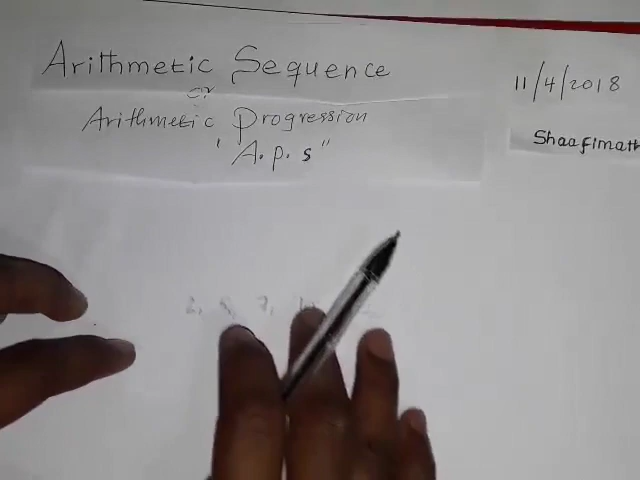 Arithmetic Sequence
or
Arithmetic Progression
"A.p.s"
11/4/2018
Shaafimath